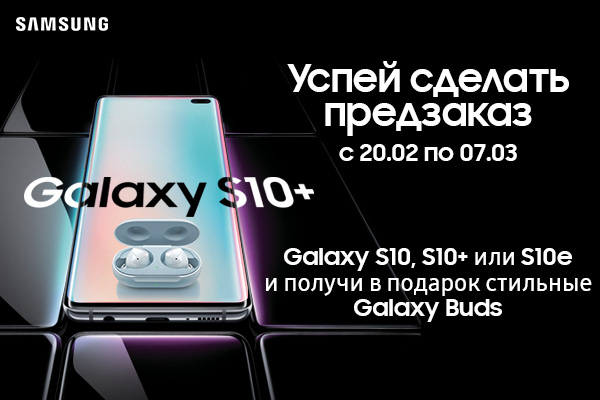 SAMSUNG
Успей сделать
предзаказ
с 20.02 по 07.03
Galaxy S10+
Galaxy S10, S10+ или S10e
и получи в подарок стильные
Galaxy Buds